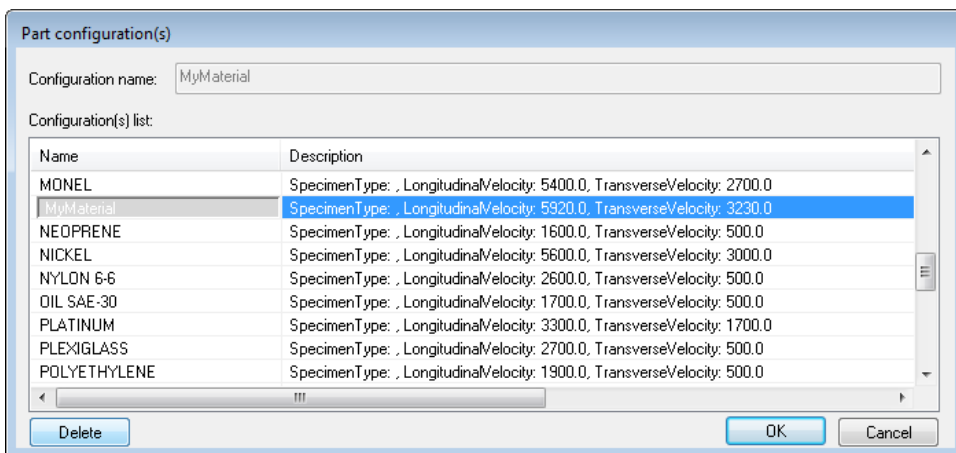 Part configuration(s)
Configuration name: MyMaterial
Configuration(s) list:
Name Description
MONEL SpecimenType: , LongitudinalVelocity: 5400.0, TransverseVelocity: 2700.0
MyMaterial SpecimenType: , LongitudinalVelocity: 5920.0, TransverseVelocity: 3230.0
NEOPRENE SpecimenType: , LongitudinalVelocity: 1600.0, TransverseVelocity: 500.0
NICKEL SpecimenType: , LongitudinalVelocity: 5600.0, TransverseVelocity: 3000.0
NYLON 6-6 SpecimenType: , LongitudinalVelocity: 2600.0, TransverseVelocity: 500.0
OIL SAE-30 SpecimenType: , LongitudinalVelocity: 1700.0, TransverseVelocity: 500.0
PLATINUM SpecimenType: , LongitudinalVelocity: 3300.0, TransverseVelocity: 1700.0
PLEXIGLASS SpecimenType: , LongitudinalVelocity: 2700.0, TransverseVelocity: 500.0
POLYETHYLENE SpecimenType: , LongitudinalVelocity: 1900.0, TransverseVelocity: 500.0
Delete OK Cancel